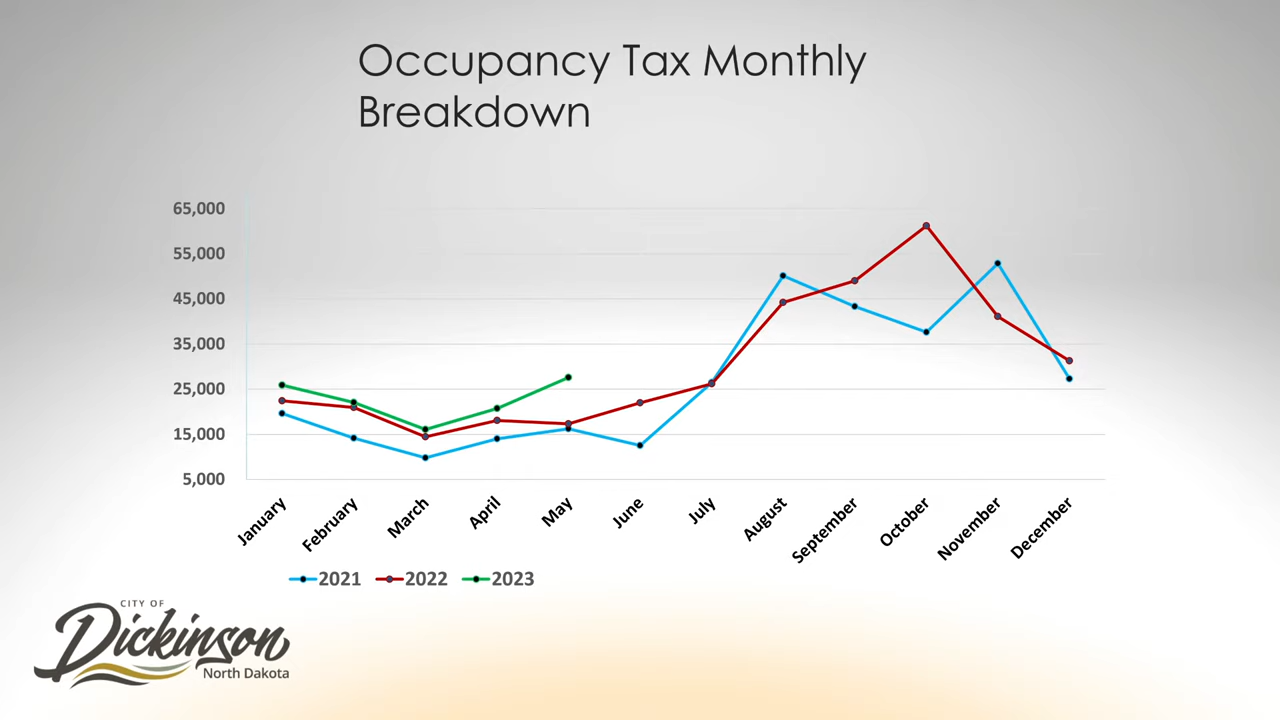 Occupancy Tax Monthly
Breakdown
65,000
55,000
45,000
35,000
25,000
15,000
5,000
January
February
March
April
May
June
July
August
September
October
November
December
2021
2022
2023
CITY OF
Dickinson
North Dakota